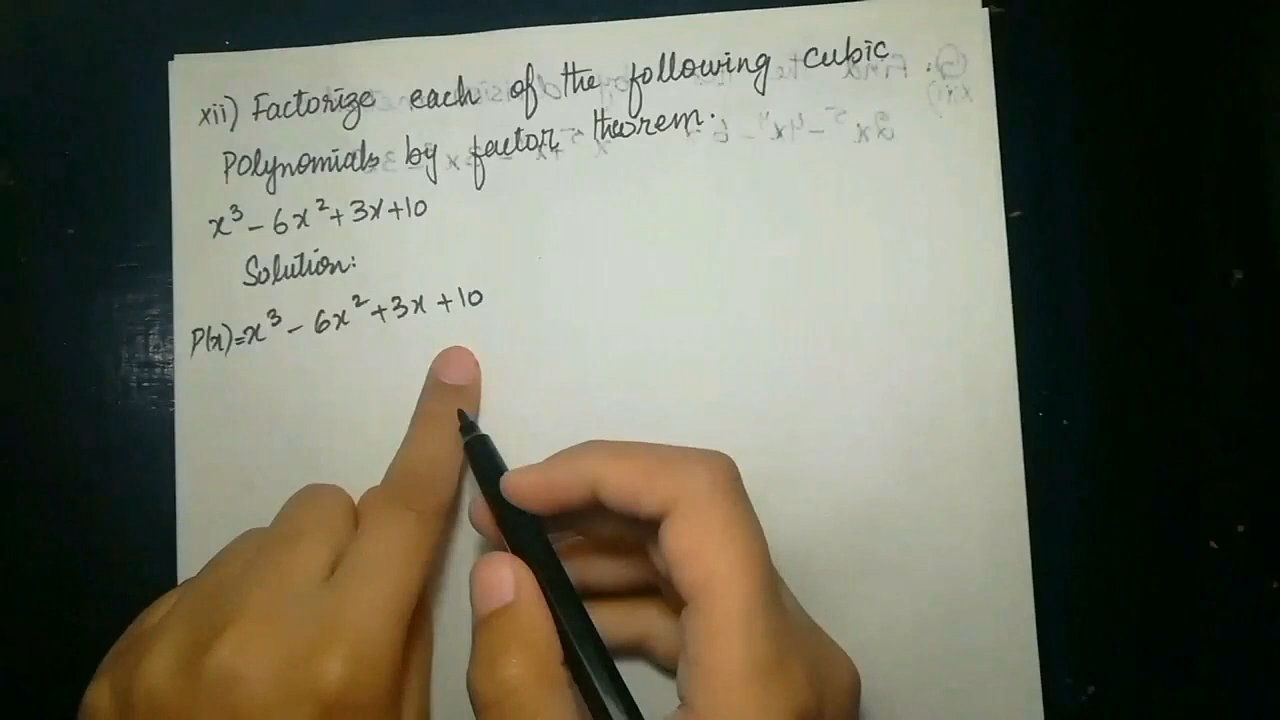 xii) Factorize each of the following cubic
Polynomials by factor theorem.
x³ - 6x² + 3x + 10
Solution:
P(x) = x³ - 6x² + 3x + 10